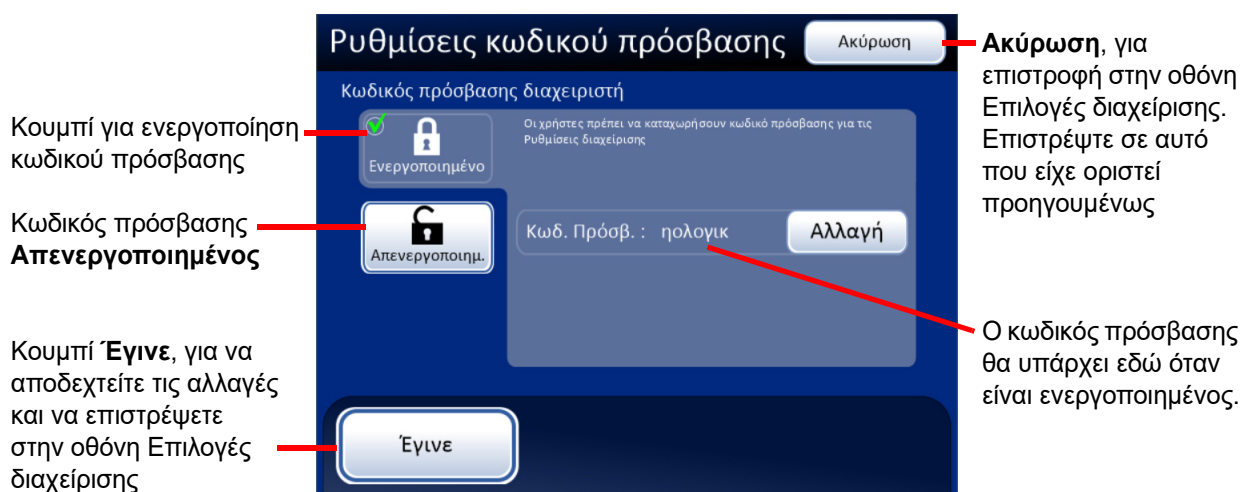 Ρυθμίσεις κωδικού πρόσβασης
Ακύρωση
Κωδικός πρόσβασης διαχειριστή
Ενεργοποιημένο
Οι χρήστες πρέπει να καταχωρήσουν κωδικό πρόσβασης για τις
Ρυθμίσεις διαχείρισης
Απενεργοποιημ.
Κωδ. Πρόσβ. : ηολογικ
Αλλαγή
Έγινε
Κουμπί για ενεργοποίηση
κωδικού πρόσβασης
Κωδικός πρόσβασης
Απενεργοποιημένος
Κουμπί Έγινε, για να
αποδεχτείτε τις αλλαγές
και να επιστρέψετε
στην οθόνη Επιλογές
διαχείρισης
Ακύρωση, για
επιστροφή στην οθόνη
Επιλογές διαχείρισης.
Επιστρέψτε σε αυτό
που είχε οριστεί
προηγουμένως
Ο κωδικός πρόσβασης
θα υπάρχει εδώ όταν
είναι ενεργοποιημένος.